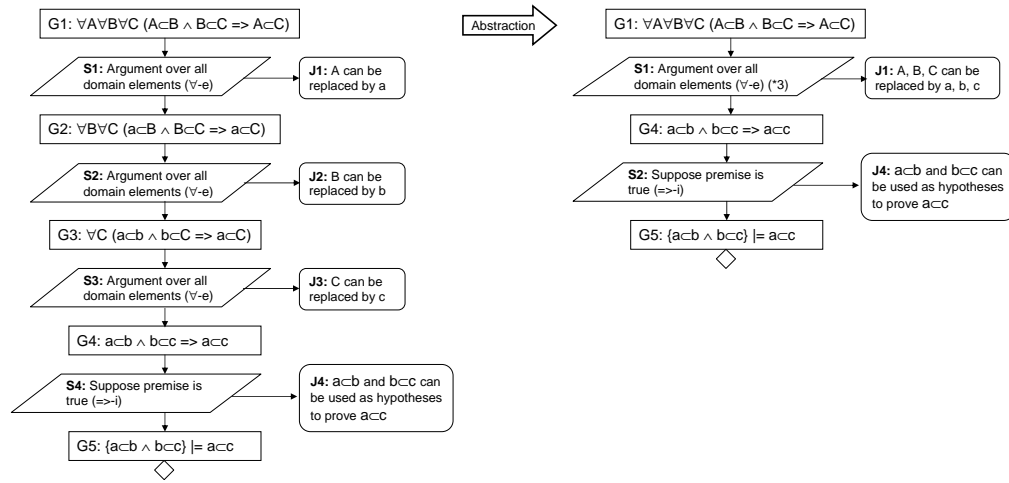 G1: ∀A∀B∀C (A⊂B ∧ B⊂C => A⊂C)
S1: Argument over all
domain elements (∀-e)
J1: A can be
replaced by a
G2: ∀B∀C (a⊂B ∧ B⊂C => a⊂C)
S2: Argument over all
domain elements (∀-e)
J2: B can be
replaced by b
G3: ∀C (a⊂b ∧ b⊂C => a⊂C)
S3: Argument over all
domain elements (∀-e)
J3: C can be
replaced by c
G4: a⊂b ∧ b⊂c => a⊂c
S4: Suppose premise is
true (=>-i)
J4: a⊂b and b⊂c can
be used as hypotheses
to prove a⊂c
G5: {a⊂b ∧ b⊂c} |= a⊂c
Abstraction
G1: ∀A∀B∀C (A⊂B ∧ B⊂C => A⊂C)
S1: Argument over all
domain elements (∀-e) (*3)
J1: A, B, C can be
replaced by a, b, c
G4: a⊂b ∧ b⊂c => a⊂c
S2: Suppose premise is
true (=>-i)
J4: a⊂b and b⊂c can
be used as hypotheses
to prove a⊂c
G5: {a⊂b ∧ b⊂c} |= a⊂c